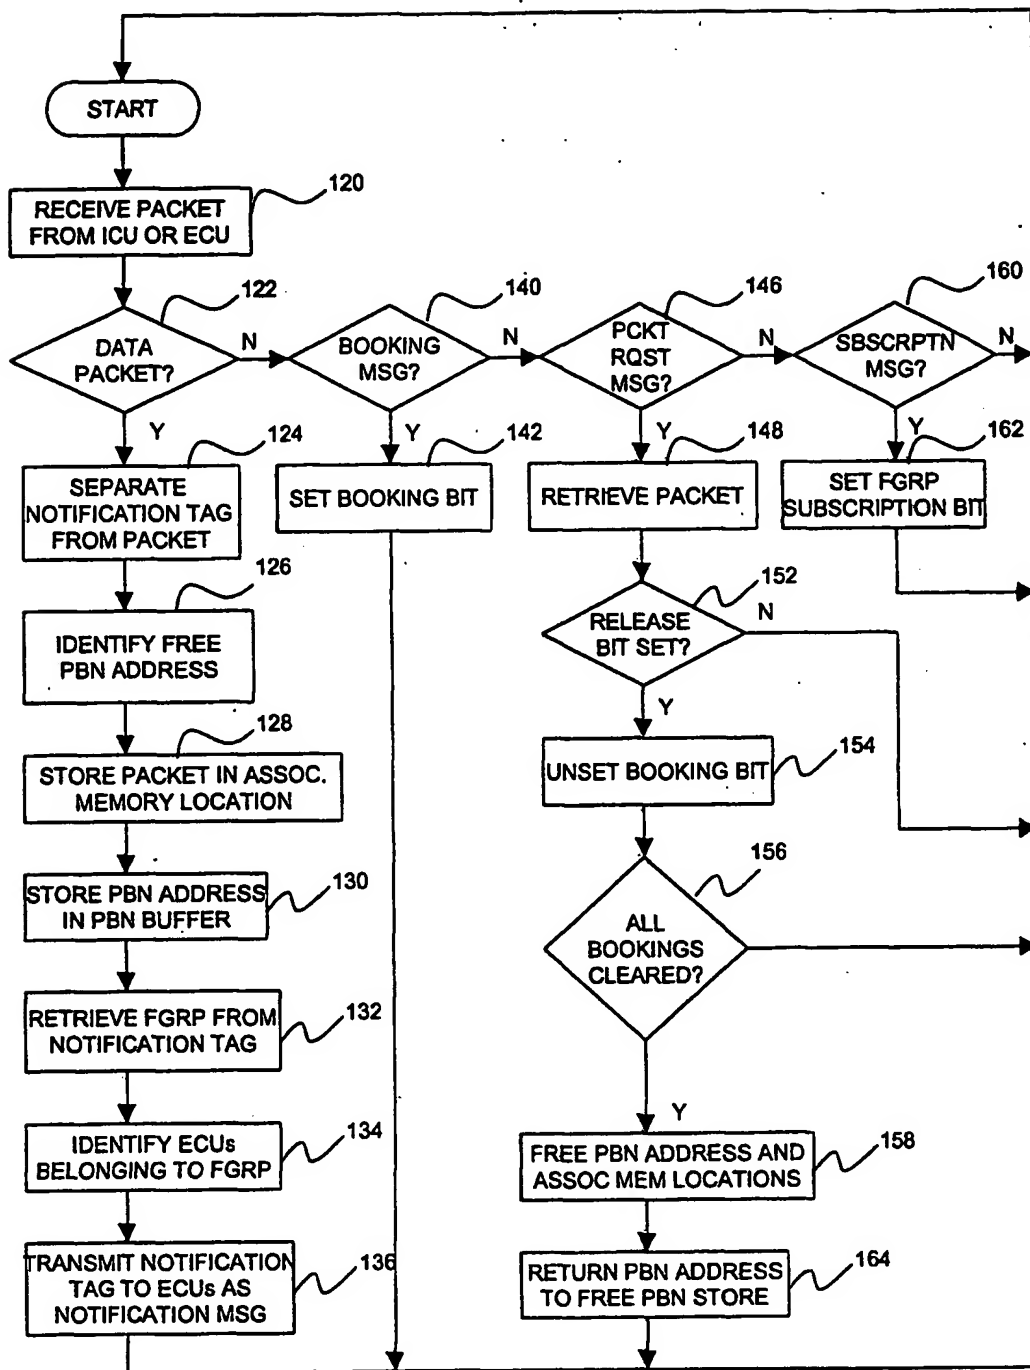 START
120
RECEIVE PACKET
FROM ICU OR ECU
122
DATA
PACKET?
N
Y
140
BOOKING
MSG?
N
Y
146
PCKT
RQST
MSG?
N
Y
160
SBSCRPTN
MSG?
N
Y
124
SEPARATE
NOTIFICATION TAG
FROM PACKET
142
SET BOOKING BIT
148
RETRIEVE PACKET
162
SET FGRP
SUBSCRIPTION BIT
126
IDENTIFY FREE
PBN ADDRESS
152
RELEASE
BIT SET?
N
Y
128
STORE PACKET IN ASSOC.
MEMORY LOCATION
154
UNSET BOOKING BIT
130
STORE PBN ADDRESS
IN PBN BUFFER
156
ALL
BOOKINGS
CLEARED?
Y
132
RETRIEVE FGRP FROM
NOTIFICATION TAG
134
IDENTIFY ECUs
BELONGING TO FGRP
158
FREE PBN ADDRESS AND
ASSOC MEM LOCATIONS
136
TRANSMIT NOTIFICATION
TAG TO ECUs AS
NOTIFICATION MSG
164
RETURN PBN ADDRESS
TO FREE PBN STORE